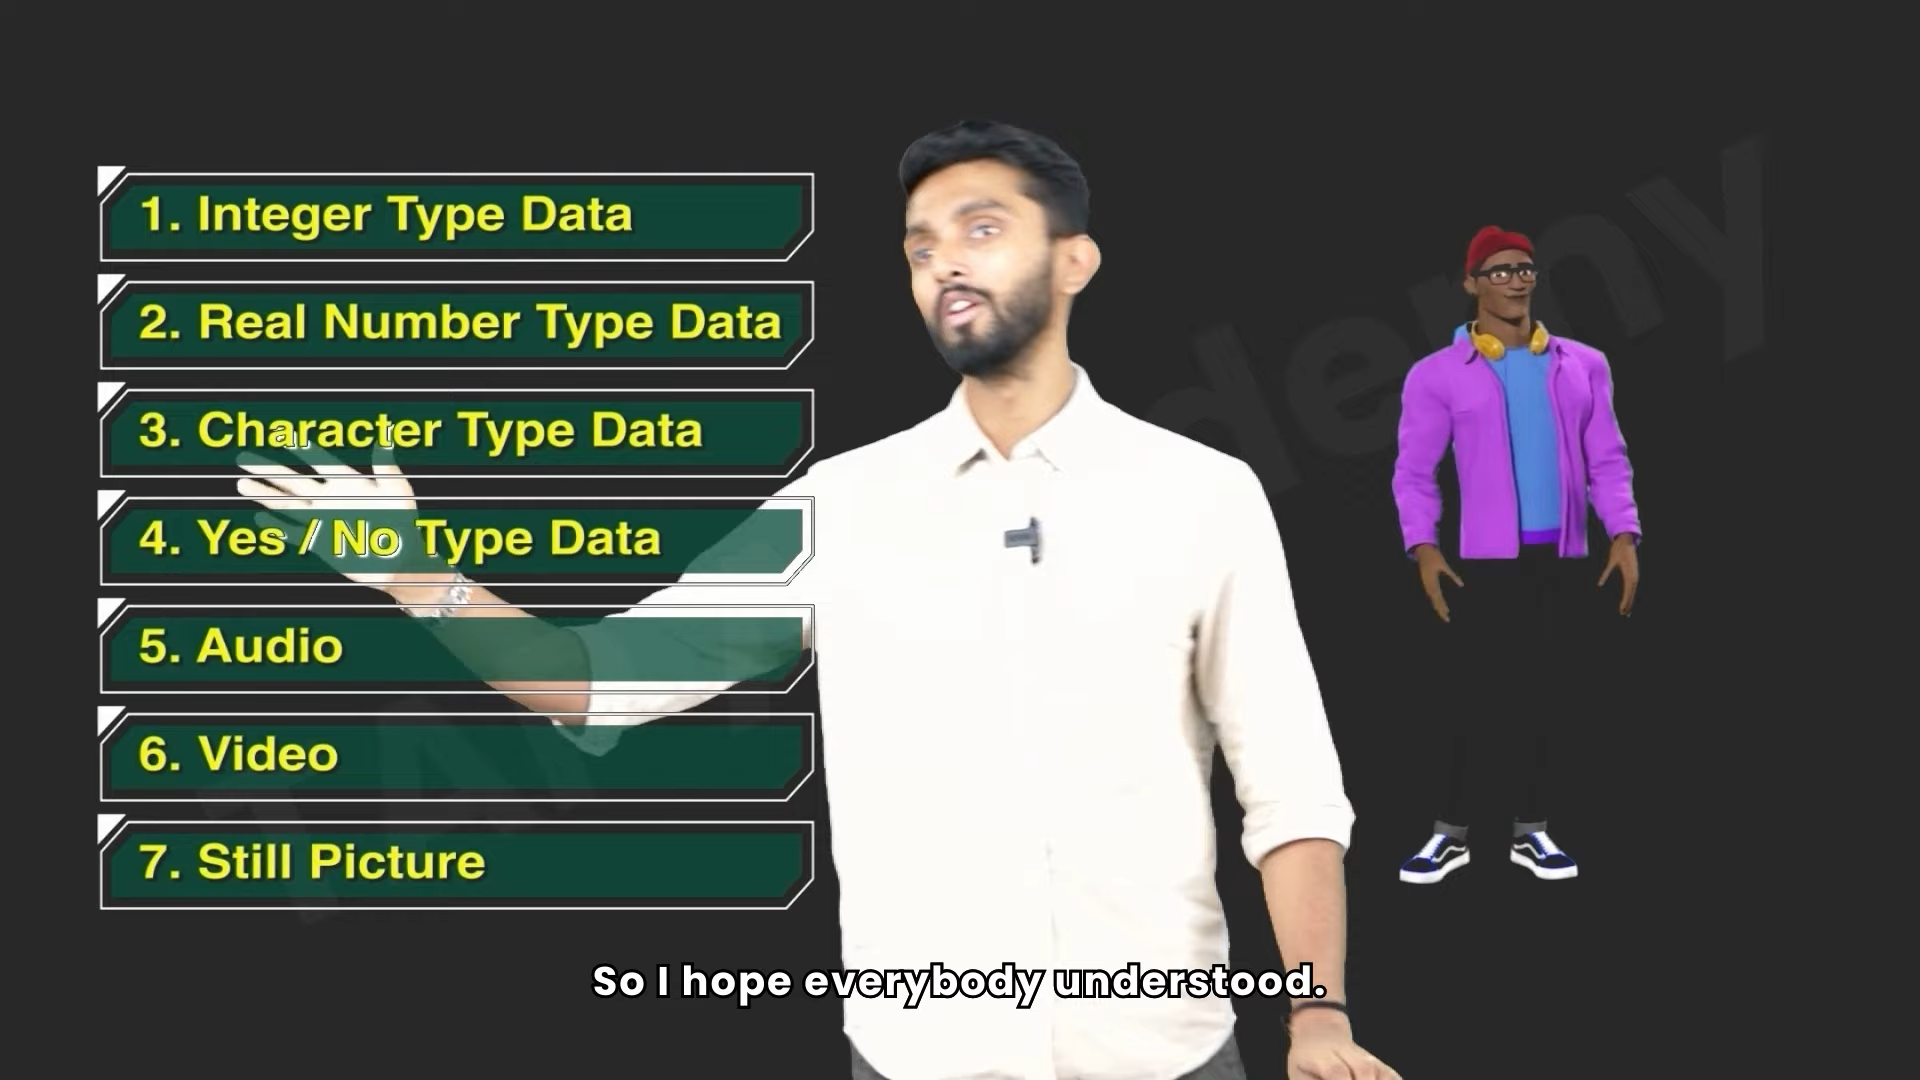 1. Integer Type Data
2. Real Number Type Data
3. Character Type Data
4. Yes / No Type Data
5. Audio
6. Video
7. Still Picture
So I hope everybody understood.